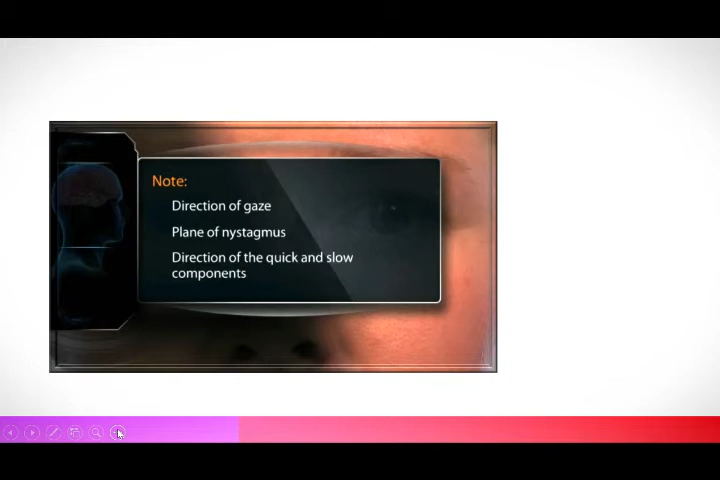 Note:
Direction of gaze
Plane of nystagmus
Direction of the quick and slow
components